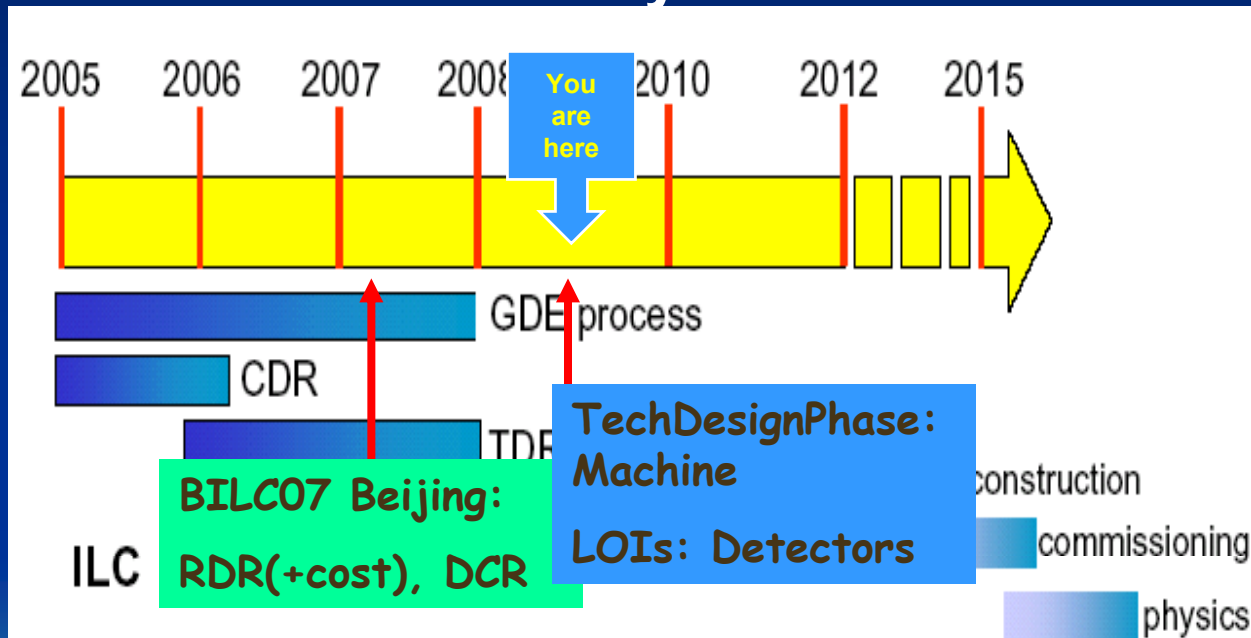 2005 2006 2007 2008 2010 2012 2015
You
are
here
GDE process
CDR
TDR
TechDesignPhase:
Machine
LOIs: Detectors
BILC07 Beijing:
RDR(+cost), DCR
ILC
construction
commissioning
physics